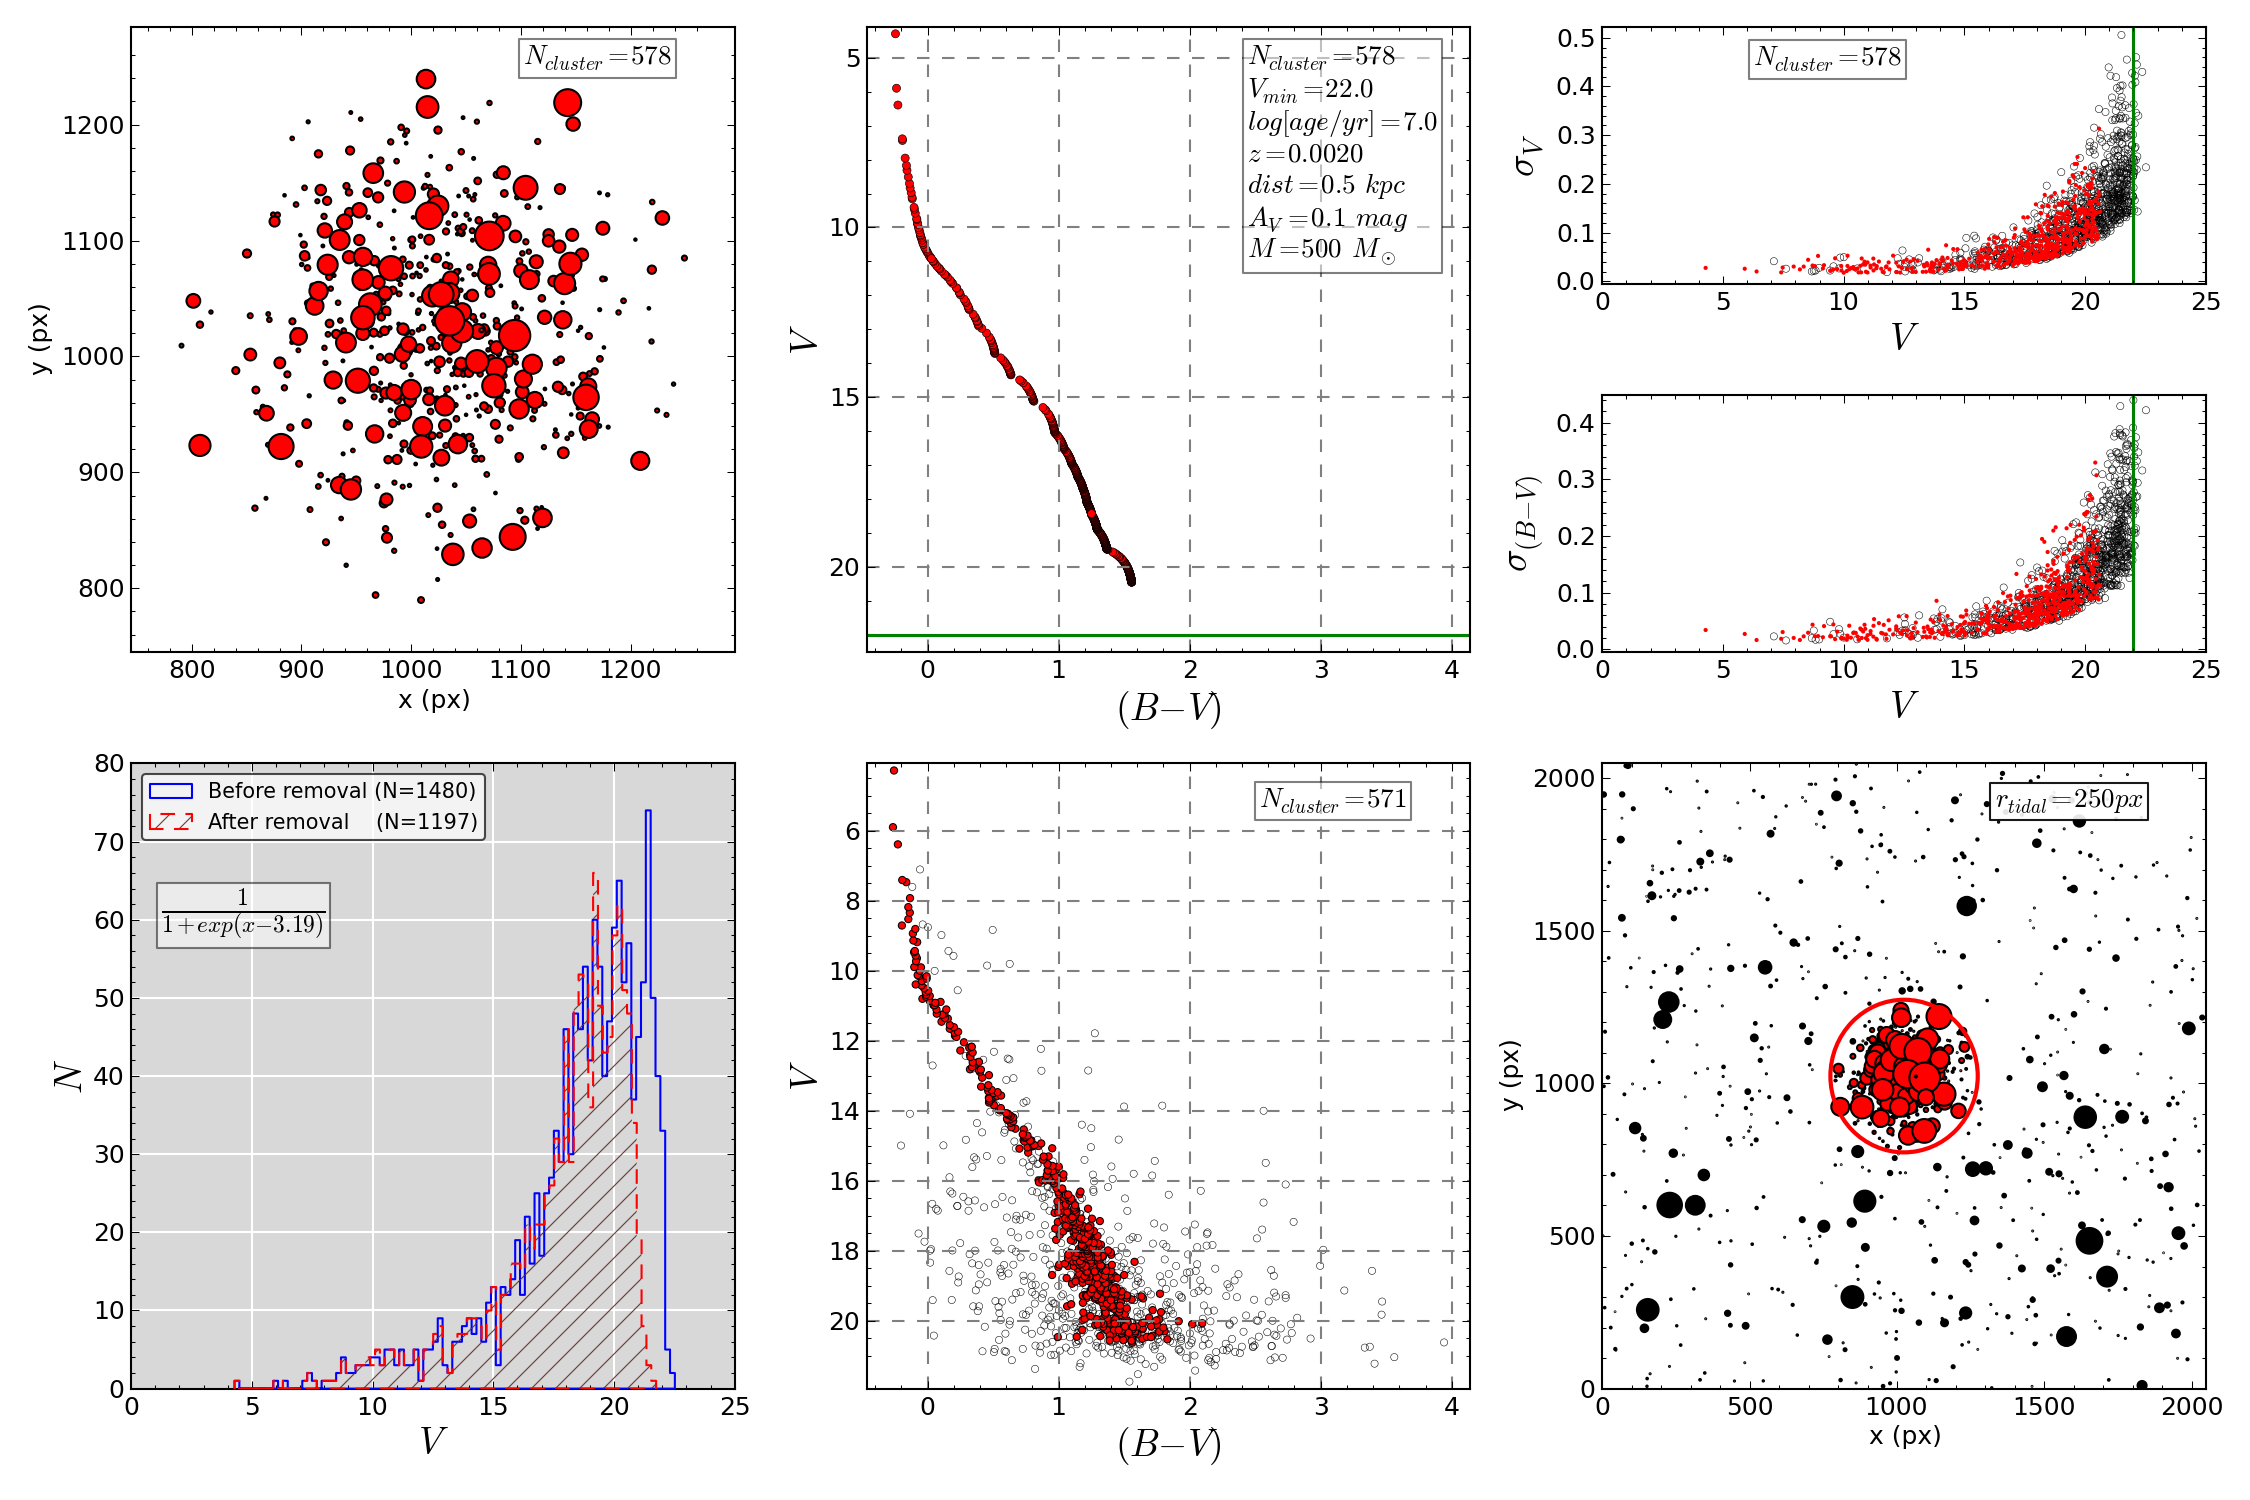 N_cluster=578
1200
1100
1000
900
800
y (px)
800 900 1000 1100 1200
x (px)
N_cluster=578
V_min=22.0
log[age/yr]=7.0
z=0.0020
dist=0.5 kpc
A_V=0.1 mag
M=500 M_⊙
5
10
15
20
V
0 1 2 3 4
(B−V)
N_cluster=578
0.5
0.4
0.3
0.2
0.1
0.0
σ_V
0 5 10 15 20 25
V
0.4
0.3
0.2
0.1
0.0
σ_(B−V)
0 5 10 15 20 25
V
80
70
60
50
40
30
20
10
0
N
Before removal (N=1480)
After removal (N=1197)
1
1+exp(x−3.19)
0 5 10 15 20 25
V
N_cluster=571
6
8
10
12
14
16
18
20
V
0 1 2 3 4
(B−V)
r_tidal=250px
2000
1500
1000
500
0
y (px)
0 500 1000 1500 2000
x (px)